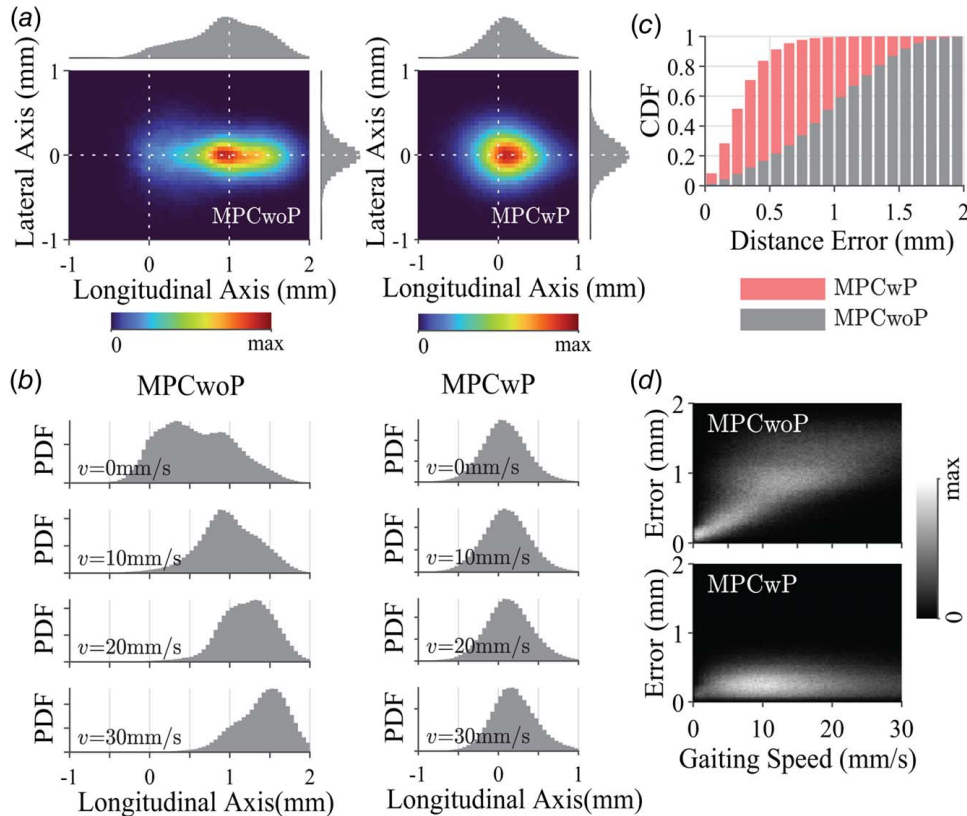 (a)
Lateral Axis (mm)
1
0
-1
MPCwoP
-1 0 1 2
Longitudinal Axis (mm)
0 max
Lateral Axis (mm)
1
0
-1
MPCwP
-1 0 1
Longitudinal Axis (mm)
0 max
(c)
CDF
1
0.8
0.6
0.4
0.2
0
0 0.5 1 1.5 2
Distance Error (mm)
MPCwP
MPCwoP
(b)
MPCwoP
PDF
v=0mm/s
PDF
v=10mm/s
PDF
v=20mm/s
PDF
v=30mm/s
-1 0 1 2
Longitudinal Axis(mm)
MPCwP
PDF
v=0mm/s
PDF
v=10mm/s
PDF
v=20mm/s
PDF
v=30mm/s
-1 0 1
Longitudinal Axis(mm)
(d)
Error (mm)
2
1
0
MPCwoP
Error (mm)
2
1
0
MPCwP
0 10 20 30
Gaiting Speed (mm/s)
max
0